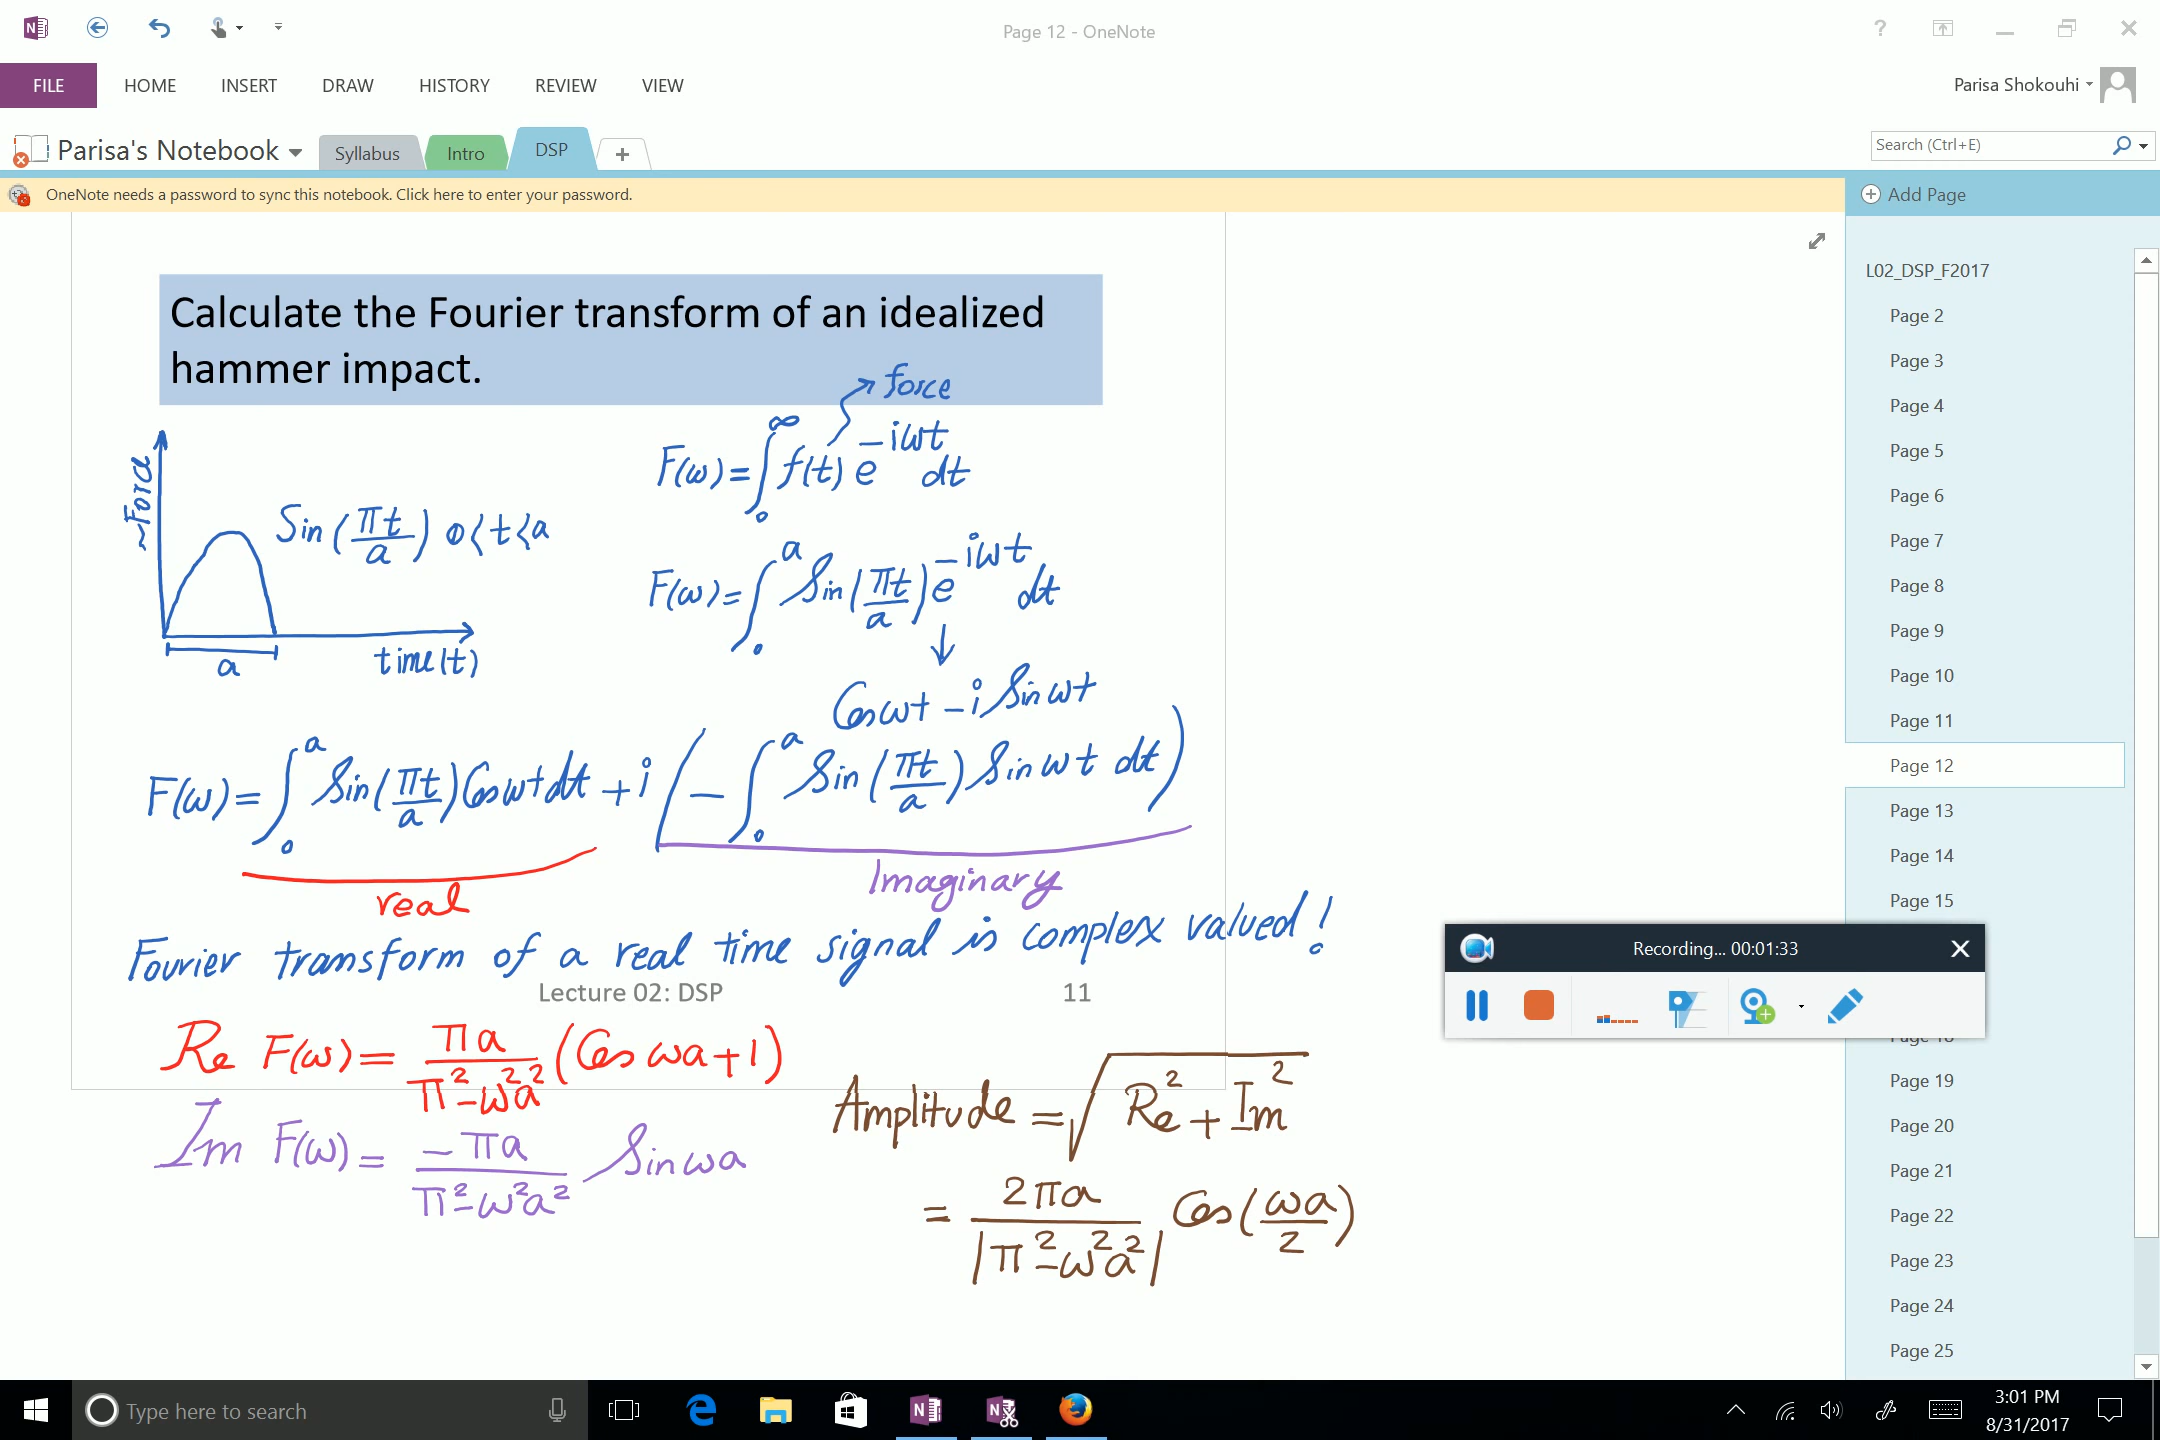 Page 12 - OneNote
?
FILE HOME INSERT DRAW HISTORY REVIEW VIEW
Parisa Shokouhi
Parisa's Notebook Syllabus Intro DSP +
Search (Ctrl+E)
OneNote needs a password to sync this notebook. Click here to enter your password.
Add Page
Calculate the Fourier transform of an idealized
hammer impact.
force
F(ω) = ∫₀^∞ f(t) e^{-iωt} dt
~Force
Sin(πt/a) 0<t<a
a
time(t)
F(ω) = ∫₀^a Sin(πt/a) e^{-iωt} dt
↓
Cosωt - i Sinωt
F(ω) = ∫₀^a Sin(πt/a) Cosωt dt + i (- ∫₀^a Sin(πt/a) Sinωt dt)
real
Imaginary
Fourier transform of a real time signal is complex valued!
Lecture 02: DSP 11
Re F(ω) = πa/(π²-ω²a²) (Cos ωa+1)
Im F(ω) = -πa/(π²-ω²a²) Sinωa
Amplitude = √(Re² + Im²)
= 2πa/|π²-ω²a²| Cos(ωa/2)
L02_DSP_F2017
Page 2
Page 3
Page 4
Page 5
Page 6
Page 7
Page 8
Page 9
Page 10
Page 11
Page 12
Page 13
Page 14
Page 15
Recording... 00:01:33
Page 19
Page 20
Page 21
Page 22
Page 23
Page 24
Page 25
Type here to search
3:01 PM
8/31/2017